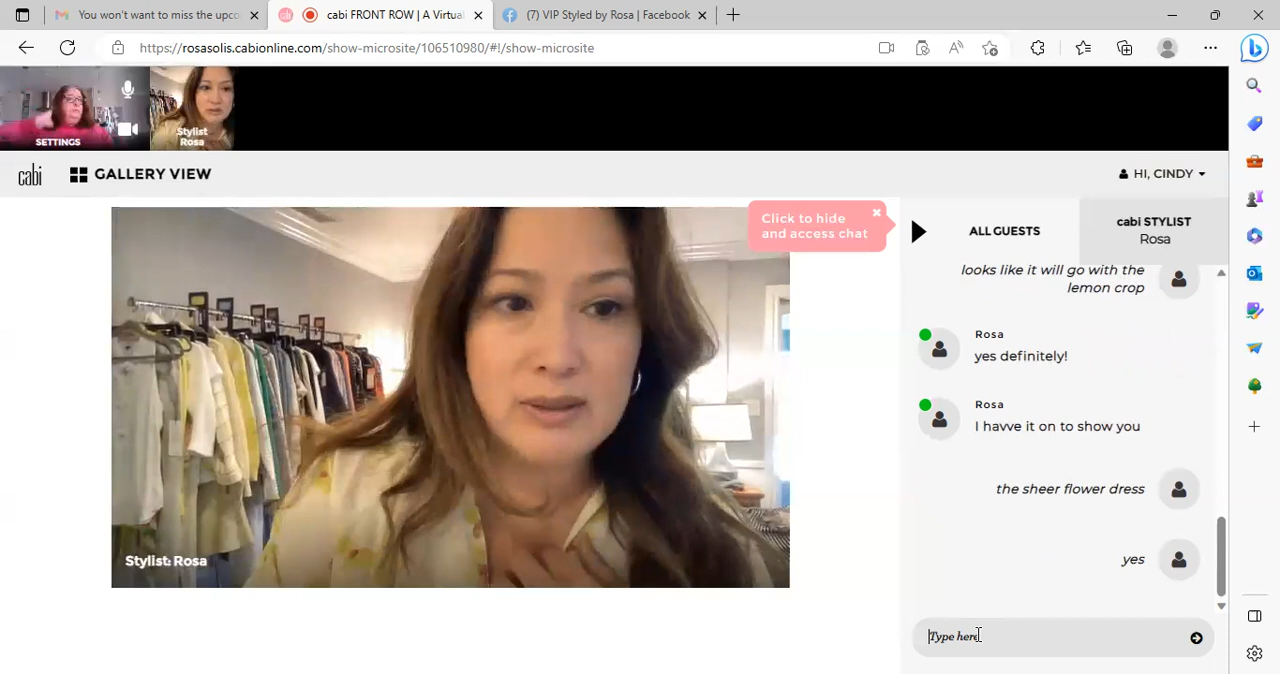 You won't want to miss the upco
cabi FRONT ROW | A Virtual
(7) VIP Styled by Rosa | Facebook
https://rosasolis.cabionline.com/show-microsite/106510980/#!/show-microsite
SETTINGS
Stylist
Rosa
cabi
GALLERY VIEW
HI, CINDY
Click to hide
and access chat
ALL GUESTS
cabi STYLIST
Rosa
looks like it will go with the
lemon crop
Rosa
yes definitely!
Rosa
I havve it on to show you
the sheer flower dress
yes
Stylist: Rosa
Type here